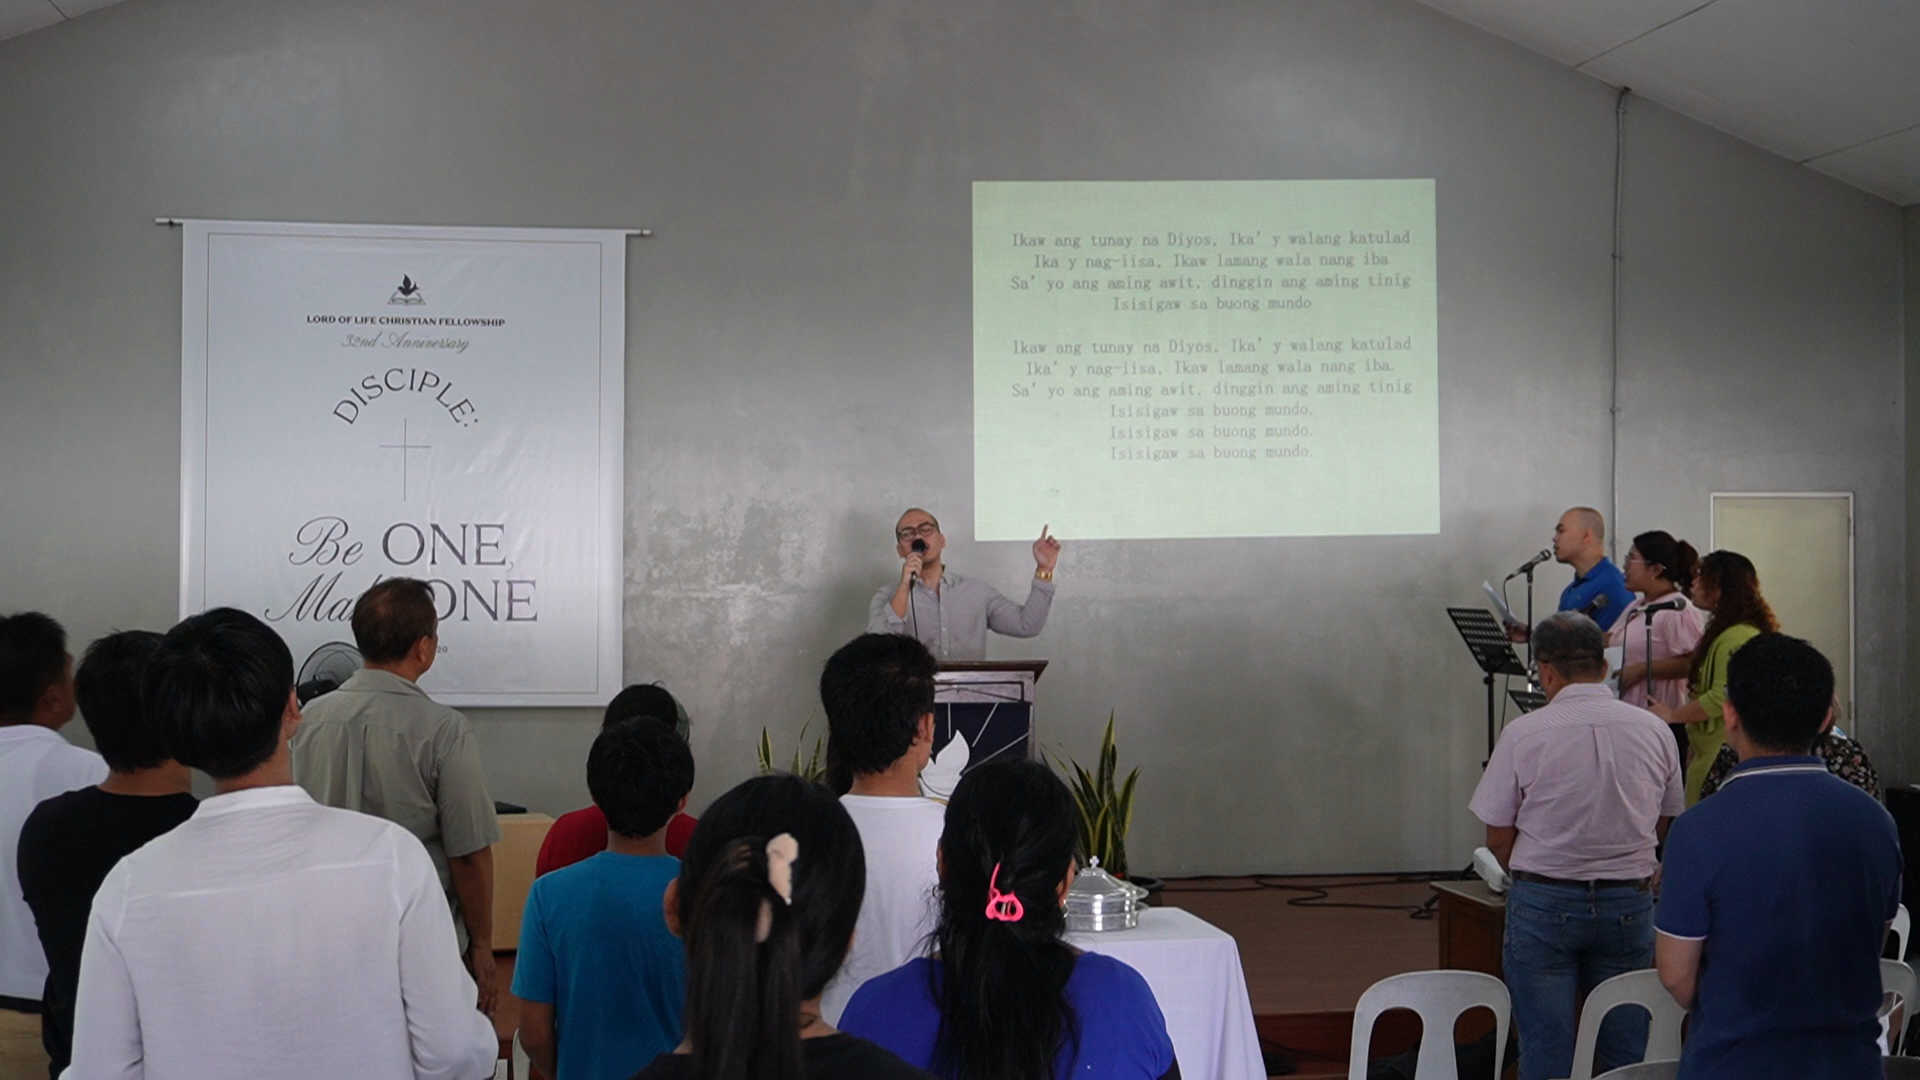 LORD OF LIFE CHRISTIAN FELLOWSHIP
32nd Anniversary
DISCIPLE:
Be ONE,
ONE
20
Ikaw ang tunay na Diyos, Ika' y walang katulad
Ika y nag-iisa, Ikaw lamang wala nang iba
Sa' yo ang aming awit, dinggin ang aming tinig
Isisigaw sa buong mundo
Ikaw ang tunay na Diyos, Ika' y walang katulad
Ika' y nag-iisa, Ikaw lamang wala nang iba.
Sa' yo ang aming awit, dinggin ang aming tinig
Isisigaw sa buong mundo.
Isisigaw sa buong mundo.
Isisigaw sa buong mundo.